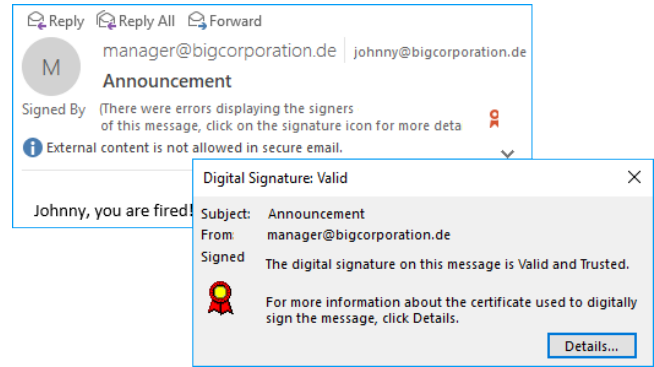 Reply Reply All Forward
M
manager@bigcorporation.de johnny@bigcorporation.de
Announcement
Signed By (There were errors displaying the signers
of this message, click on the signature icon for more deta
External content is not allowed in secure email.
Johnny, you are fired!
Digital Signature: Valid
Subject: Announcement
From: manager@bigcorporation.de
Signed
The digital signature on this message is Valid and Trusted.
For more information about the certificate used to digitally
sign the message, click Details.
Details...